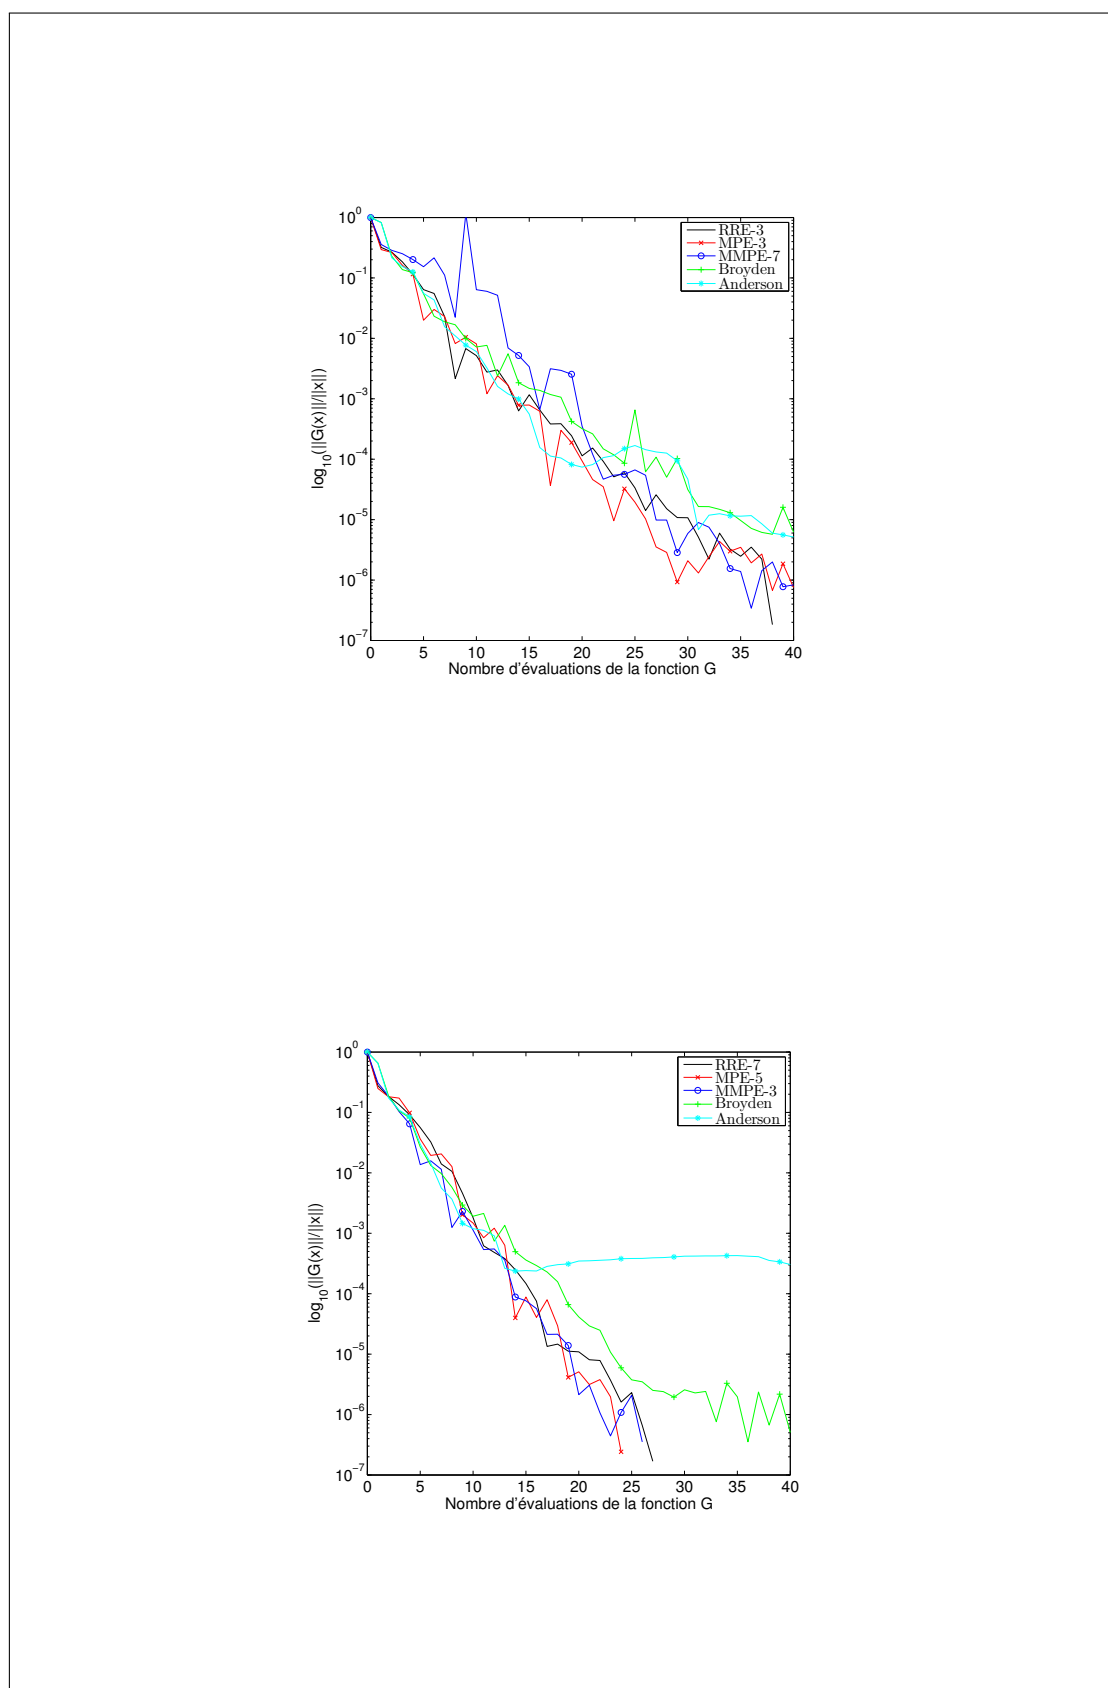 10^0
10^-1
10^-2
10^-3
10^-4
10^-5
10^-6
10^-7
log10(||G(x)||/||x||)
0 5 10 15 20 25 30 35 40
Nombre d'évaluations de la fonction G
RRE-3
MPE-3
MMPE-7
Broyden
Anderson
10^0
10^-1
10^-2
10^-3
10^-4
10^-5
10^-6
10^-7
log10(||G(x)||/||x||)
0 5 10 15 20 25 30 35 40
Nombre d'évaluations de la fonction G
RRE-7
MPE-5
MMPE-3
Broyden
Anderson